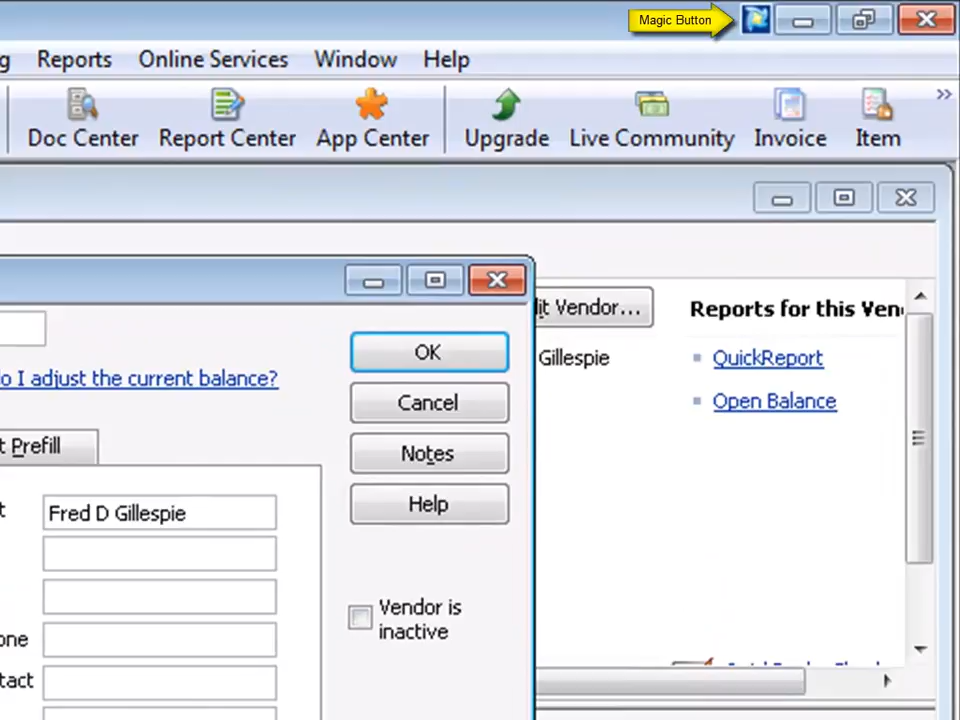 Magic Button
g Reports Online Services Window Help
Doc Center Report Center App Center Upgrade Live Community Invoice Item
it Vendor... Reports for this Ven
o I adjust the current balance? OK Gillespie QuickReport
Cancel Open Balance
t Prefill Notes
t Fred D Gillespie Help
Vendor is
inactive
one
tact